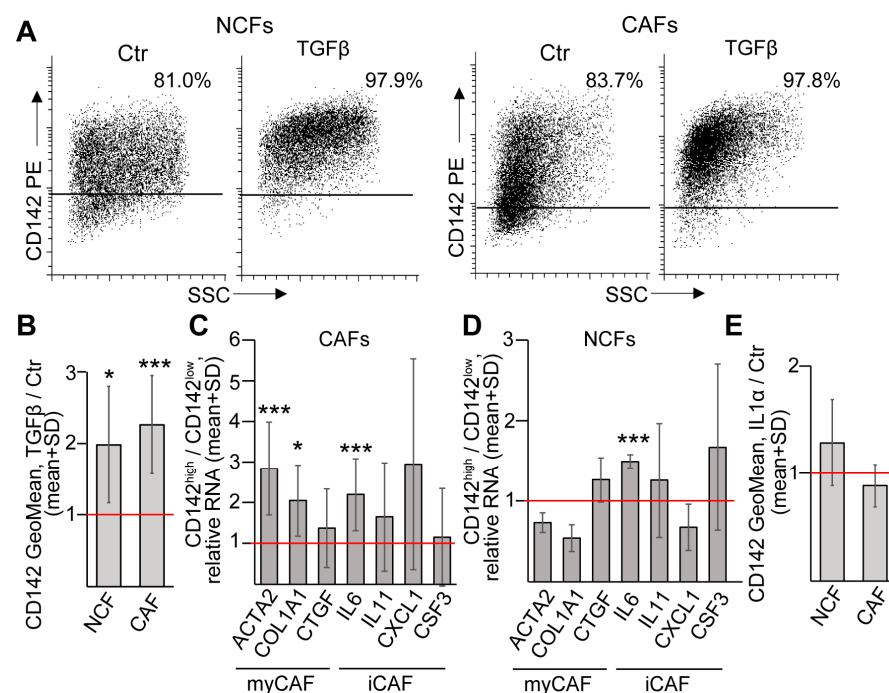 A
NCFs
CAFs
Ctr
TGFβ
Ctr
TGFβ
81.0%
97.9%
83.7%
97.8%
CD142 PE
CD142 PE
SSC
SSC
B
CD142 GeoMean, TGFβ / Ctr
(mean+SD)
3
2
1
*
***
NCF
CAF
C
CAFs
CD142high / CD142low,
relative RNA (mean+SD)
6
5
4
3
2
1
***
*
***
ACTA2
COL1A1
CTGF
IL6
IL11
CXCL1
CSF3
myCAF
iCAF
D
NCFs
CD142high / CD142low,
relative RNA (mean+SD)
3
2
1
***
ACTA2
COL1A1
CTGF
IL6
IL11
CXCL1
CSF3
myCAF
iCAF
E
CD142 GeoMean, IL1α / Ctr
(mean+SD)
2
1
NCF
CAF